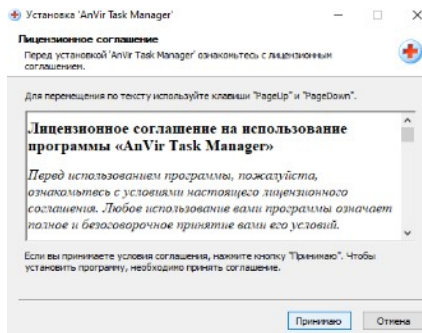 Установка 'AnVir Task Manager'
Лицензионное соглашение
Перед установкой 'AnVir Task Manager' ознакомьтесь с лицензионным
соглашением.
Для перемещения по тексту используйте клавиши "PageUp" и "PageDown".
Лицензионное соглашение на использование
программы «AnVir Task Manager»
Перед использованием программы, пожалуйста,
ознакомьтесь с условиями настоящего лицензионного
соглашения. Любое использование вами программы означает
полное и безоговорочное принятие вами его условий.
Если вы принимаете условия соглашения, нажмите кнопку "Принимаю". Чтобы
установить программу, необходимо принять соглашение.
Принимаю
Отмена